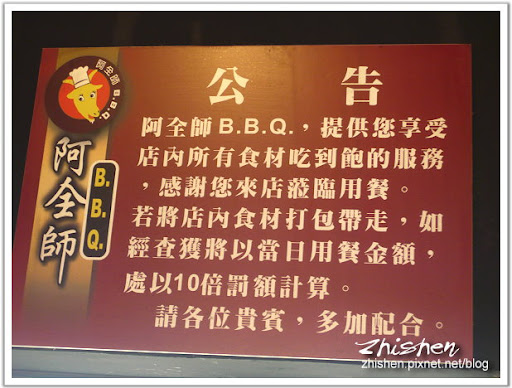 阿全師 B.B.Q.
公告
阿全師
B.
B.
Q.
阿全師B.B.Q.，提供您享受
店內所有食材吃到飽的服務
，感謝您來店蒞臨用餐。
若將店內食材打包帶走，如
經查獲將以當日用餐金額，
處以10倍罰額計算。
請各位貴賓，多加配合。
zhishen
zhishen.pixnet.net/blog